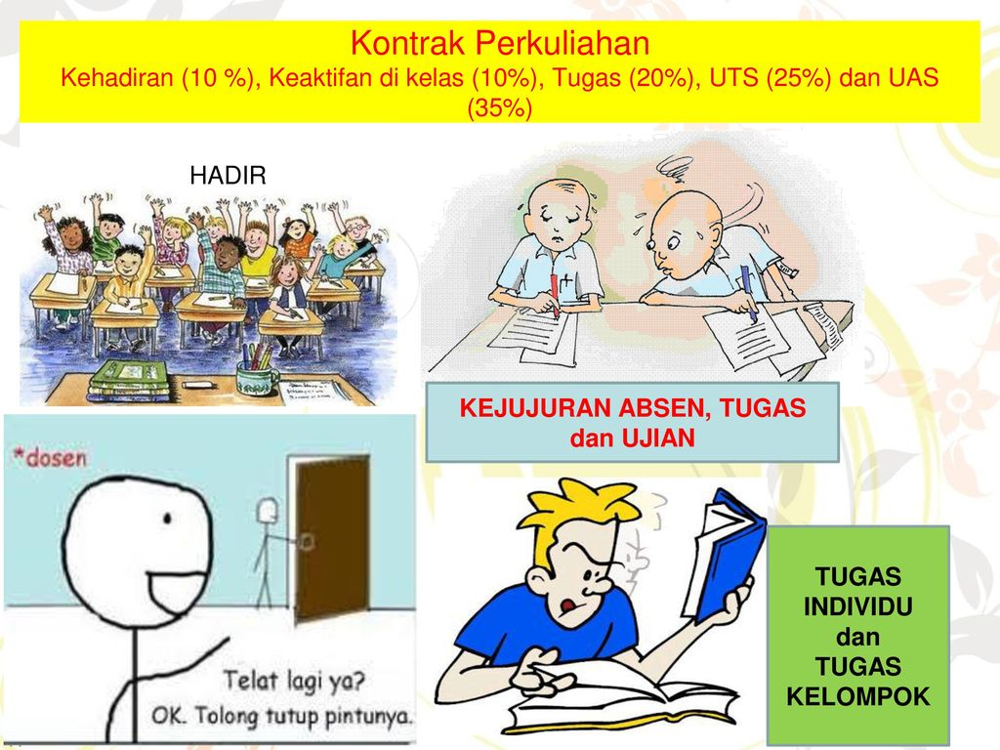 Kontrak Perkuliahan
Kehadiran (10 %), Keaktifan di kelas (10%), Tugas (20%), UTS (25%) dan UAS
(35%)
HADIR
KEJUJURAN ABSEN, TUGAS
dan UJIAN
*dosen
Telat lagi ya?
OK. Tolong tutup pintunya.
TUGAS
INDIVIDU
dan
TUGAS
KELOMPOK